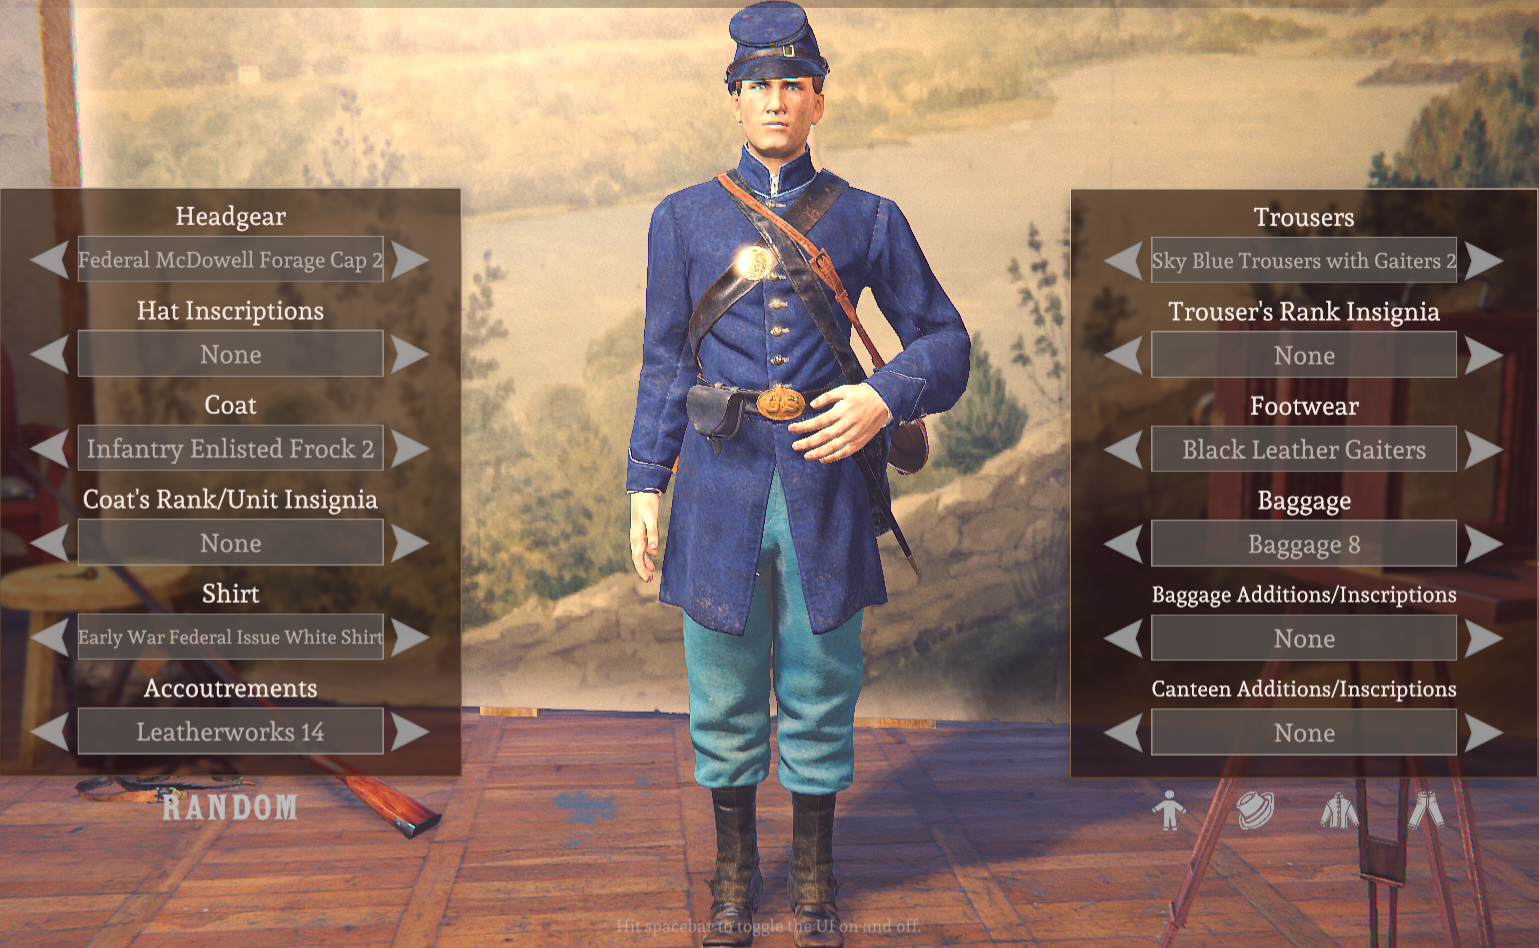 Headgear
Federal McDowell Forage Cap 2
Hat Inscriptions
None
Coat
Infantry Enlisted Frock 2
Coat's Rank/Unit Insignia
None
Shirt
Early War Federal Issue White Shirt
Accoutrements
Leatherworks 14
RANDOM
US
Trousers
Sky Blue Trousers with Gaiters 2
Trouser's Rank Insignia
None
Footwear
Black Leather Gaiters
Baggage
Baggage 8
Baggage Additions/Inscriptions
None
Canteen Additions/Inscriptions
None
Hit spacebar to toggle the UI on and off.